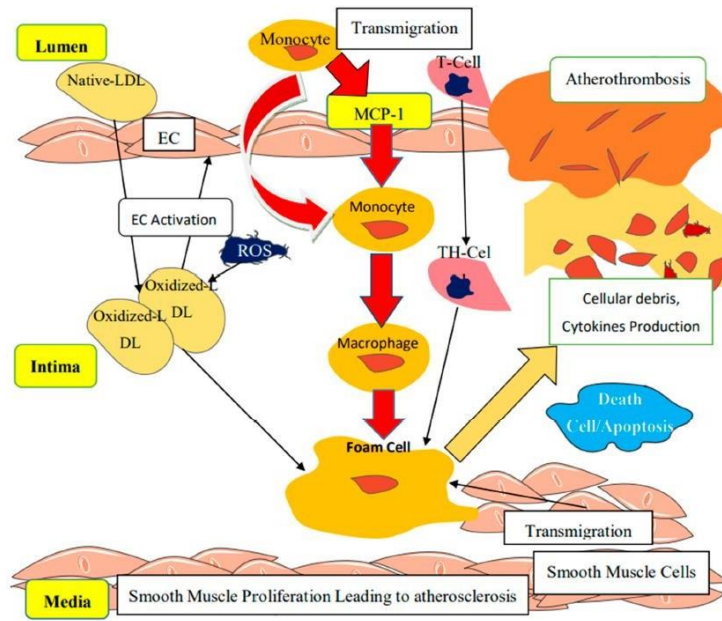 Lumen
Monocyte
Transmigration
Native-LDL
T-Cell
Atherothrombosis
MCP-1
EC
EC Activation
Monocyte
ROS
TH-Cel
Oxidized-L
DL
Oxidized-L
DL
Cellular debris,
Cytokines Production
Intima
Macrophage
Death
Cell/Apoptosis
Foam Cell
Transmigration
Smooth Muscle Cells
Media
Smooth Muscle Proliferation Leading to atherosclerosis